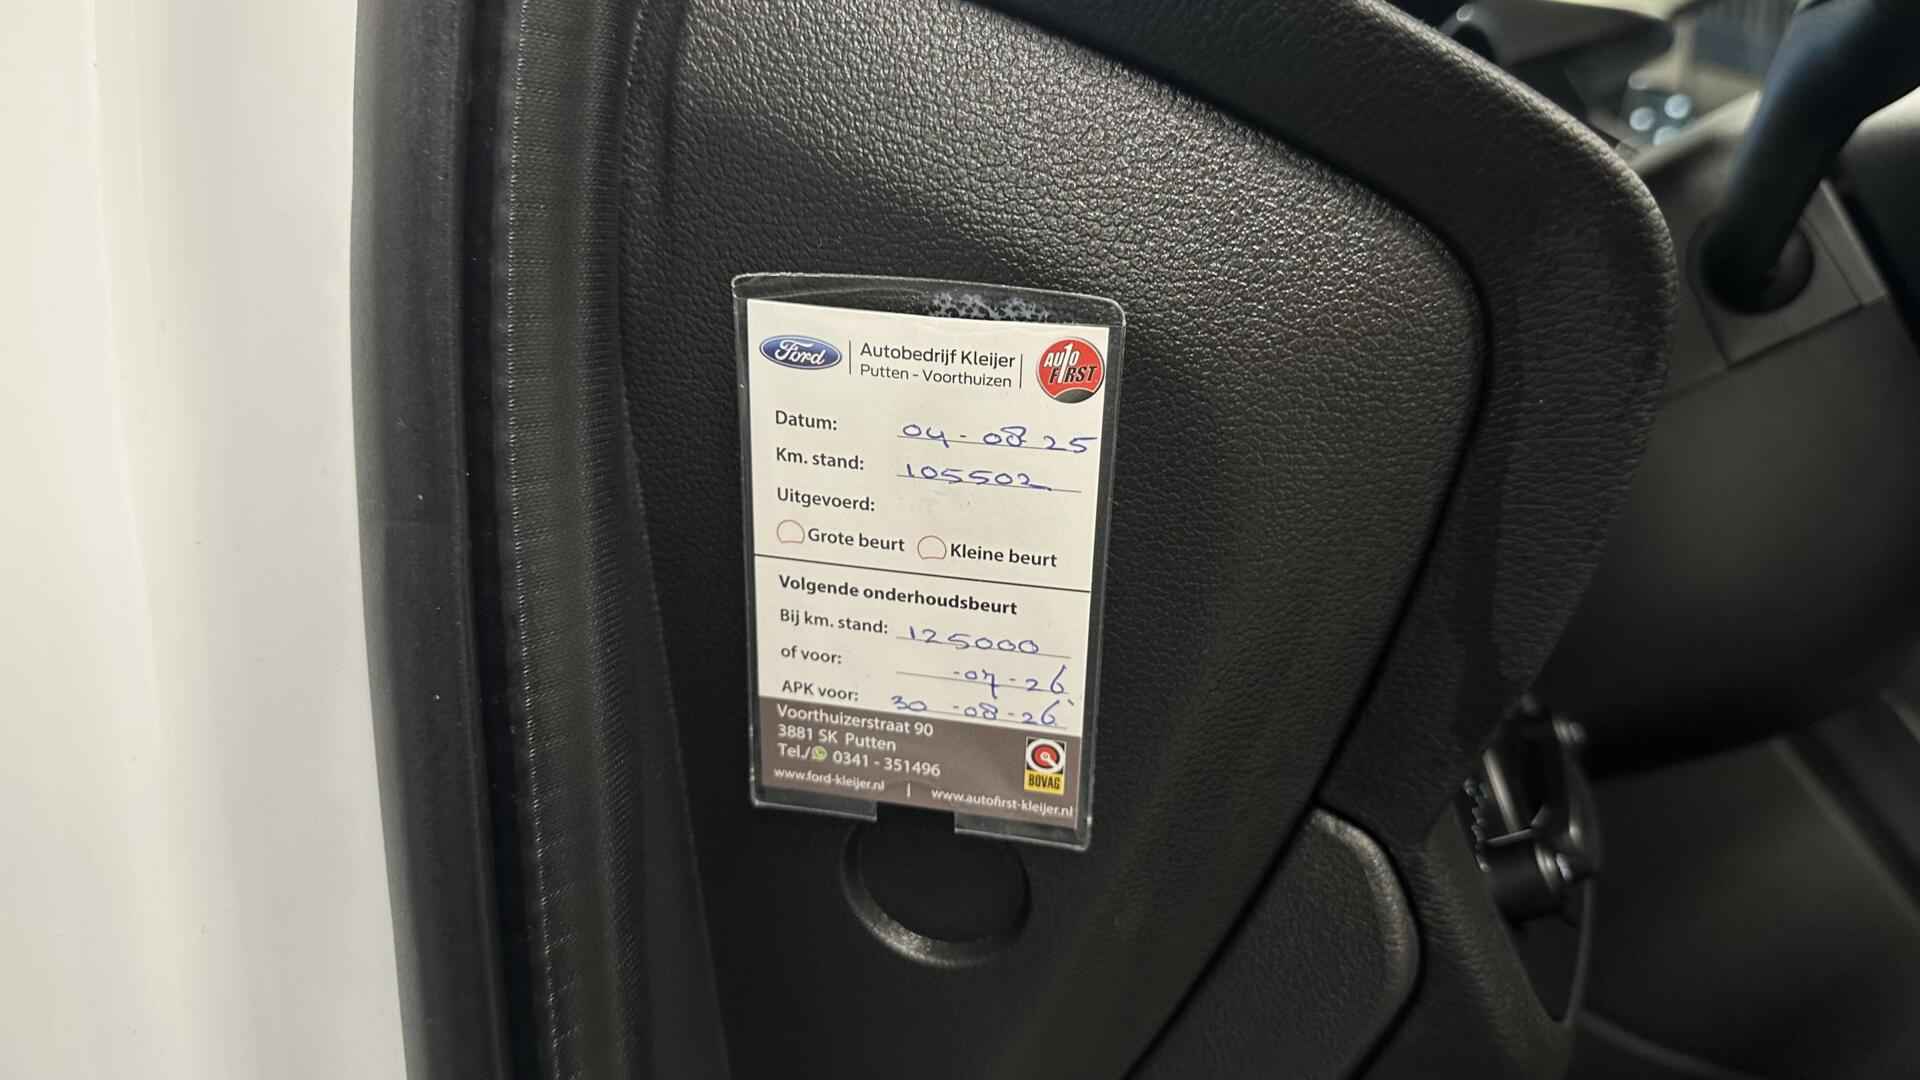 Ford
Autobedrijf Kleijer
Putten - Voorthuizen
AUTO
FIRST
Datum: 04-08-25
Km. stand: 105502
Uitgevoerd:
Grote beurt Kleine beurt
Volgende onderhoudsbeurt
Bij km. stand: 125000
of voor: -07-26
APK voor: 30-08-26
Voorthuizerstraat 90
3881 SK Putten
Tel./ 0341 - 351496
BOVAG
www.ford-kleijer.nl | www.autofirst-kleijer.nl